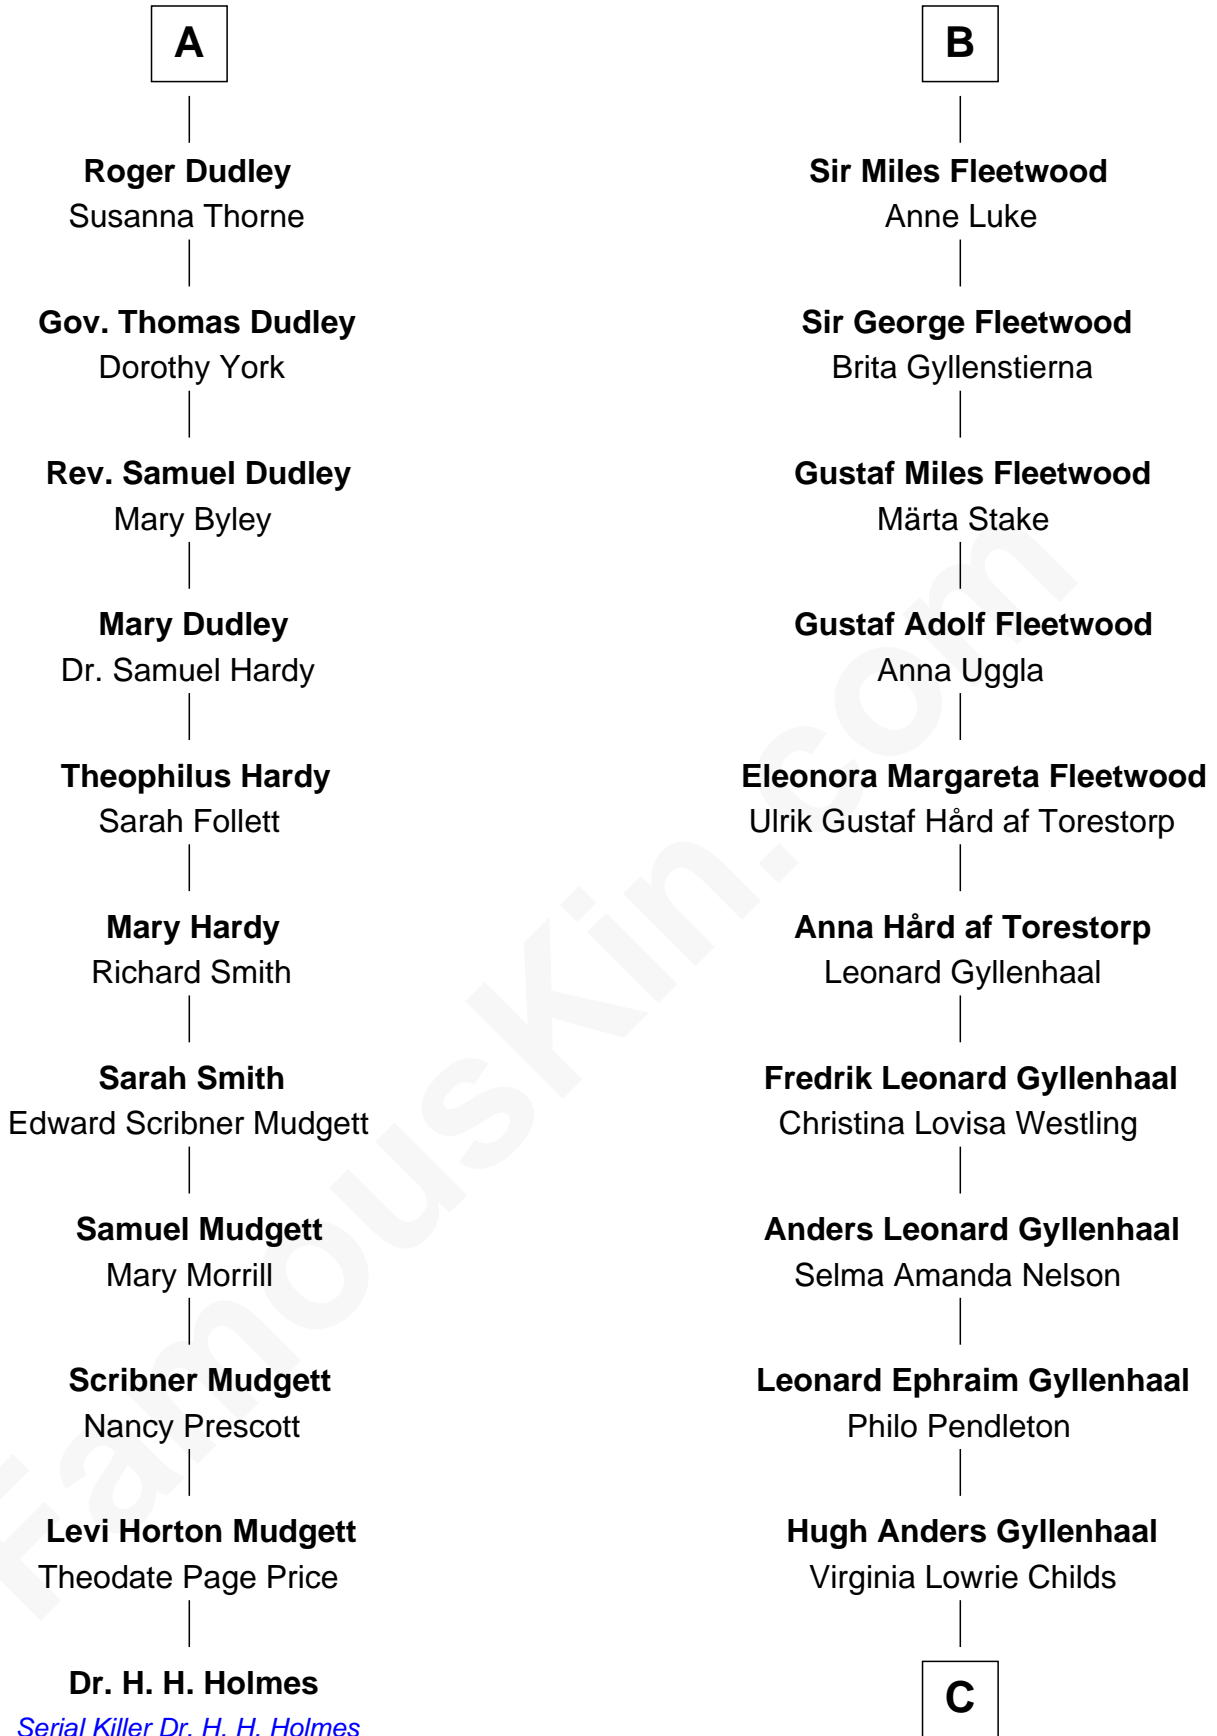 A
Roger Dudley
Susanna Thorne
Gov. Thomas Dudley
Dorothy York
Rev. Samuel Dudley
Mary Byley
Mary Dudley
Dr. Samuel Hardy
Theophilus Hardy
Sarah Follett
Mary Hardy
Richard Smith
Sarah Smith
Edward Scribner Mudgett
Samuel Mudgett
Mary Morrill
Scribner Mudgett
Nancy Prescott
Levi Horton Mudgett
Theodate Page Price
Dr. H. H. Holmes
Serial Killer Dr. H. H. Holmes
B
Sir Miles Fleetwood
Anne Luke
Sir George Fleetwood
Brita Gyllenstierna
Gustaf Miles Fleetwood
Märta Stake
Gustaf Adolf Fleetwood
Anna Uggla
Eleonora Margareta Fleetwood
Ulrik Gustaf Hård af Torestorp
Anna Hård af Torestorp
Leonard Gyllenhaal
Fredrik Leonard Gyllenhaal
Christina Lovisa Westling
Anders Leonard Gyllenhaal
Selma Amanda Nelson
Leonard Ephraim Gyllenhaal
Philo Pendleton
Hugh Anders Gyllenhaal
Virginia Lowrie Childs
C
FamousKin.com